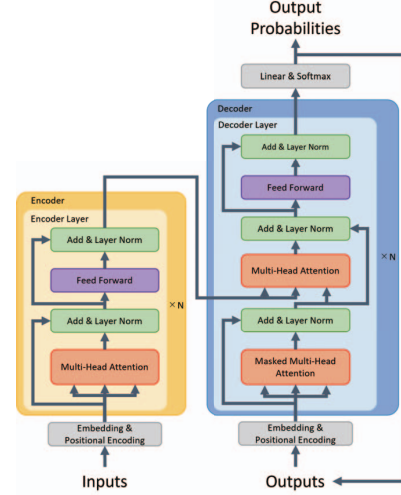 Output
Probabilities
Linear & Softmax
Decoder
Decoder Layer
Add & Layer Norm
Feed Forward
Add & Layer Norm
Multi-Head Attention
× N
Add & Layer Norm
Masked Multi-Head
Attention
Embedding &
Positional Encoding
Outputs
Encoder
Encoder Layer
Add & Layer Norm
Feed Forward
× N
Add & Layer Norm
Multi-Head Attention
Embedding &
Positional Encoding
Inputs